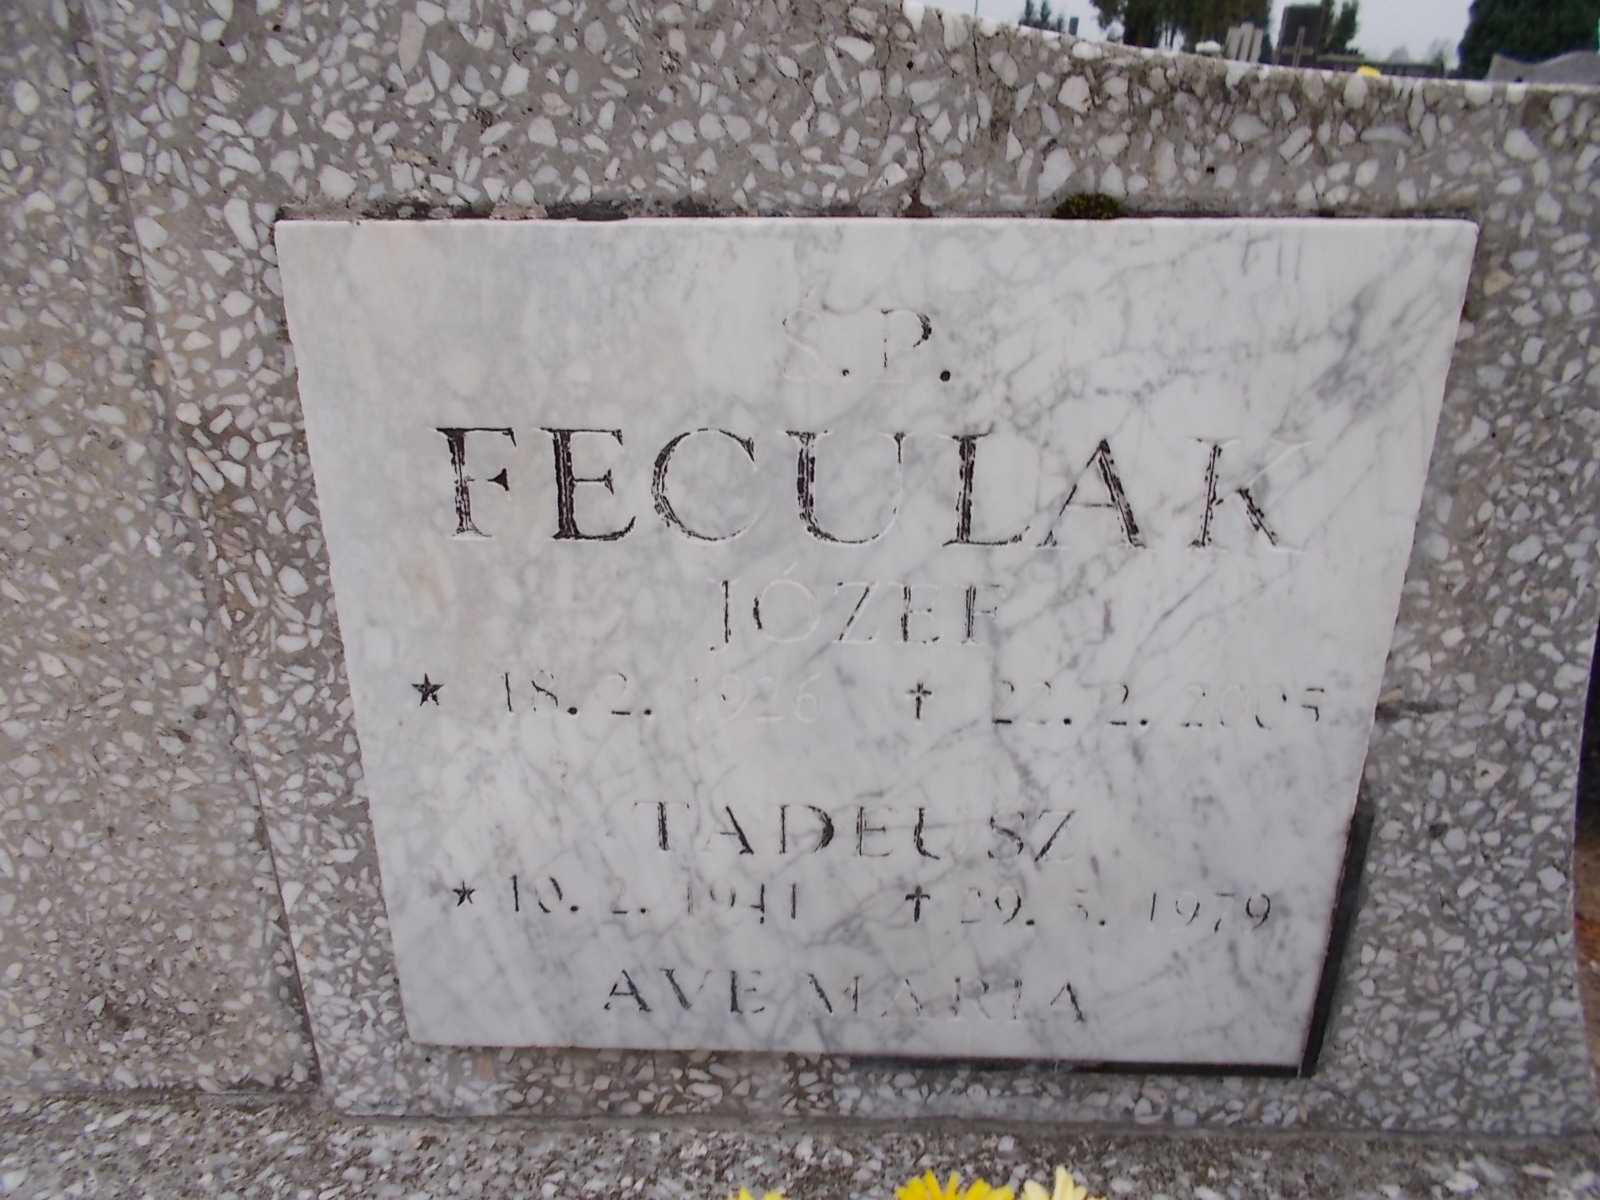 Ś.P.
FECULAK
JÓZEF
★ 18. 2. 1926 † 22. 2. 2005
TADEUSZ
★ 10. 2. 1941 † 29. 5. 1979
AVE MARIA